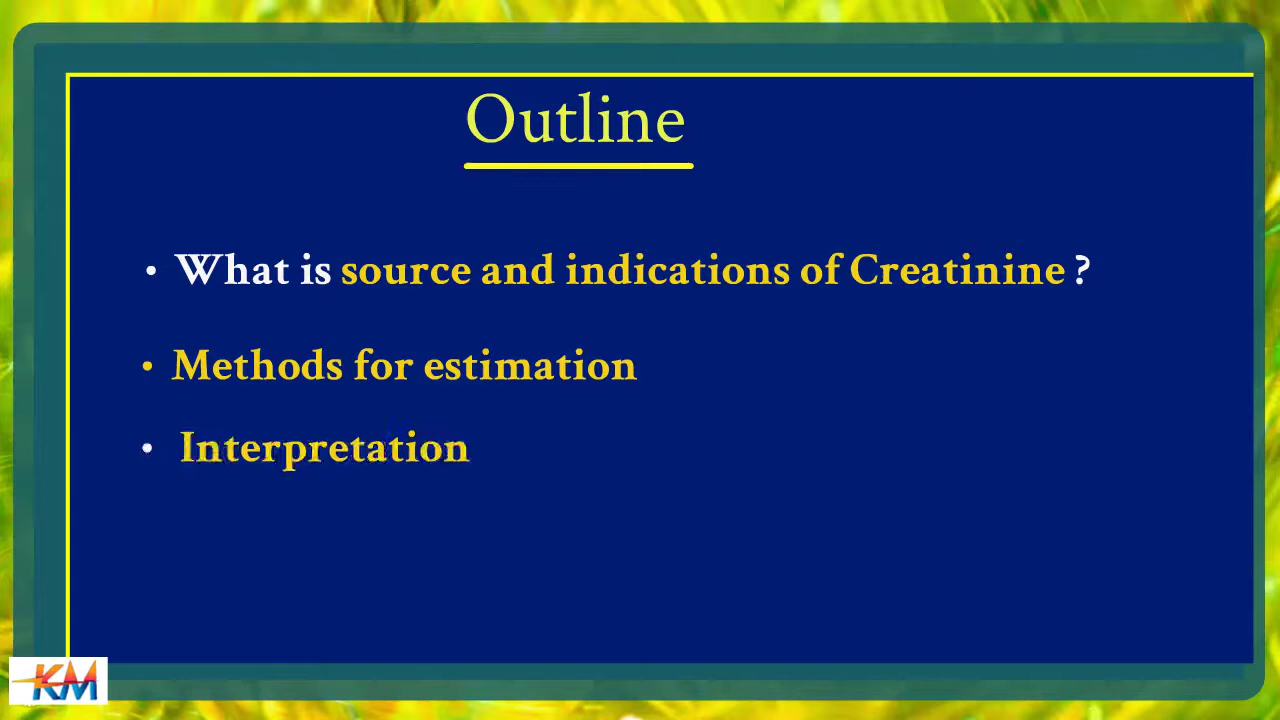 Outline
• What is source and indications of Creatinine ?
• Methods for estimation
• Interpretation
KM